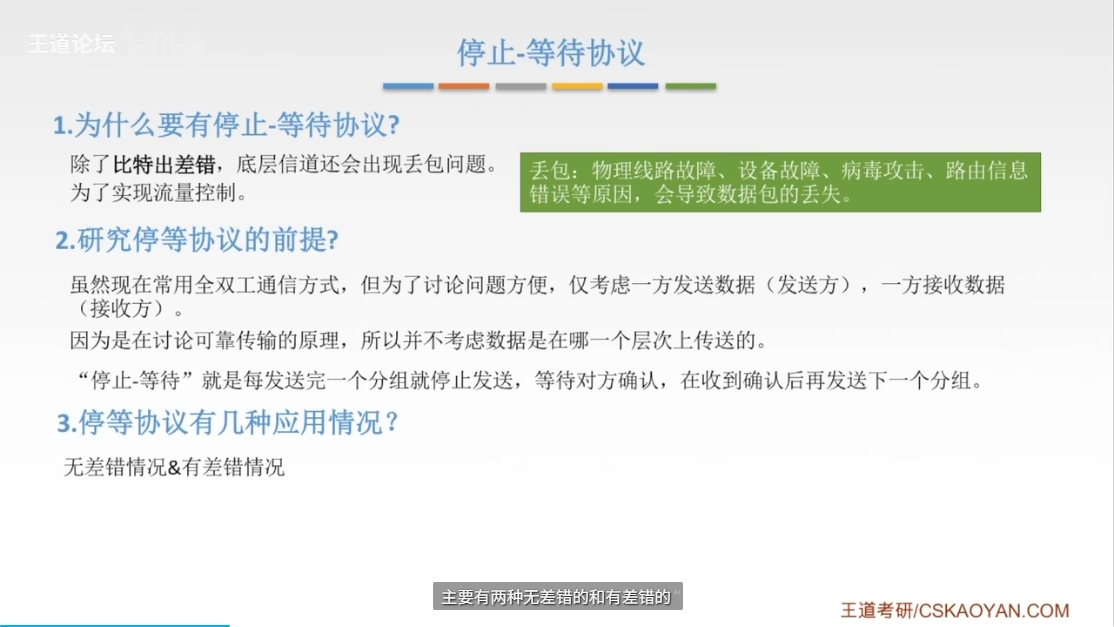 王道论坛
停止-等待协议
1.为什么要有停止-等待协议?
除了比特出差错，底层信道还会出现丢包问题。
为了实现流量控制。
丢包：物理线路故障、设备故障、病毒攻击、路由信息
错误等原因，会导致数据包的丢失。
2.研究停等协议的前提?
虽然现在常用全双工通信方式，但为了讨论问题方便，仅考虑一方发送数据（发送方），一方接收数据
（接收方）。
因为是在讨论可靠传输的原理，所以并不考虑数据是在哪一个层次上传送的。
“停止-等待”就是每发送完一个分组就停止发送，等待对方确认，在收到确认后再发送下一个分组。
3.停等协议有几种应用情况？
无差错情况&有差错情况
主要有两种无差错的和有差错的
王道考研/CSKAOYAN.COM